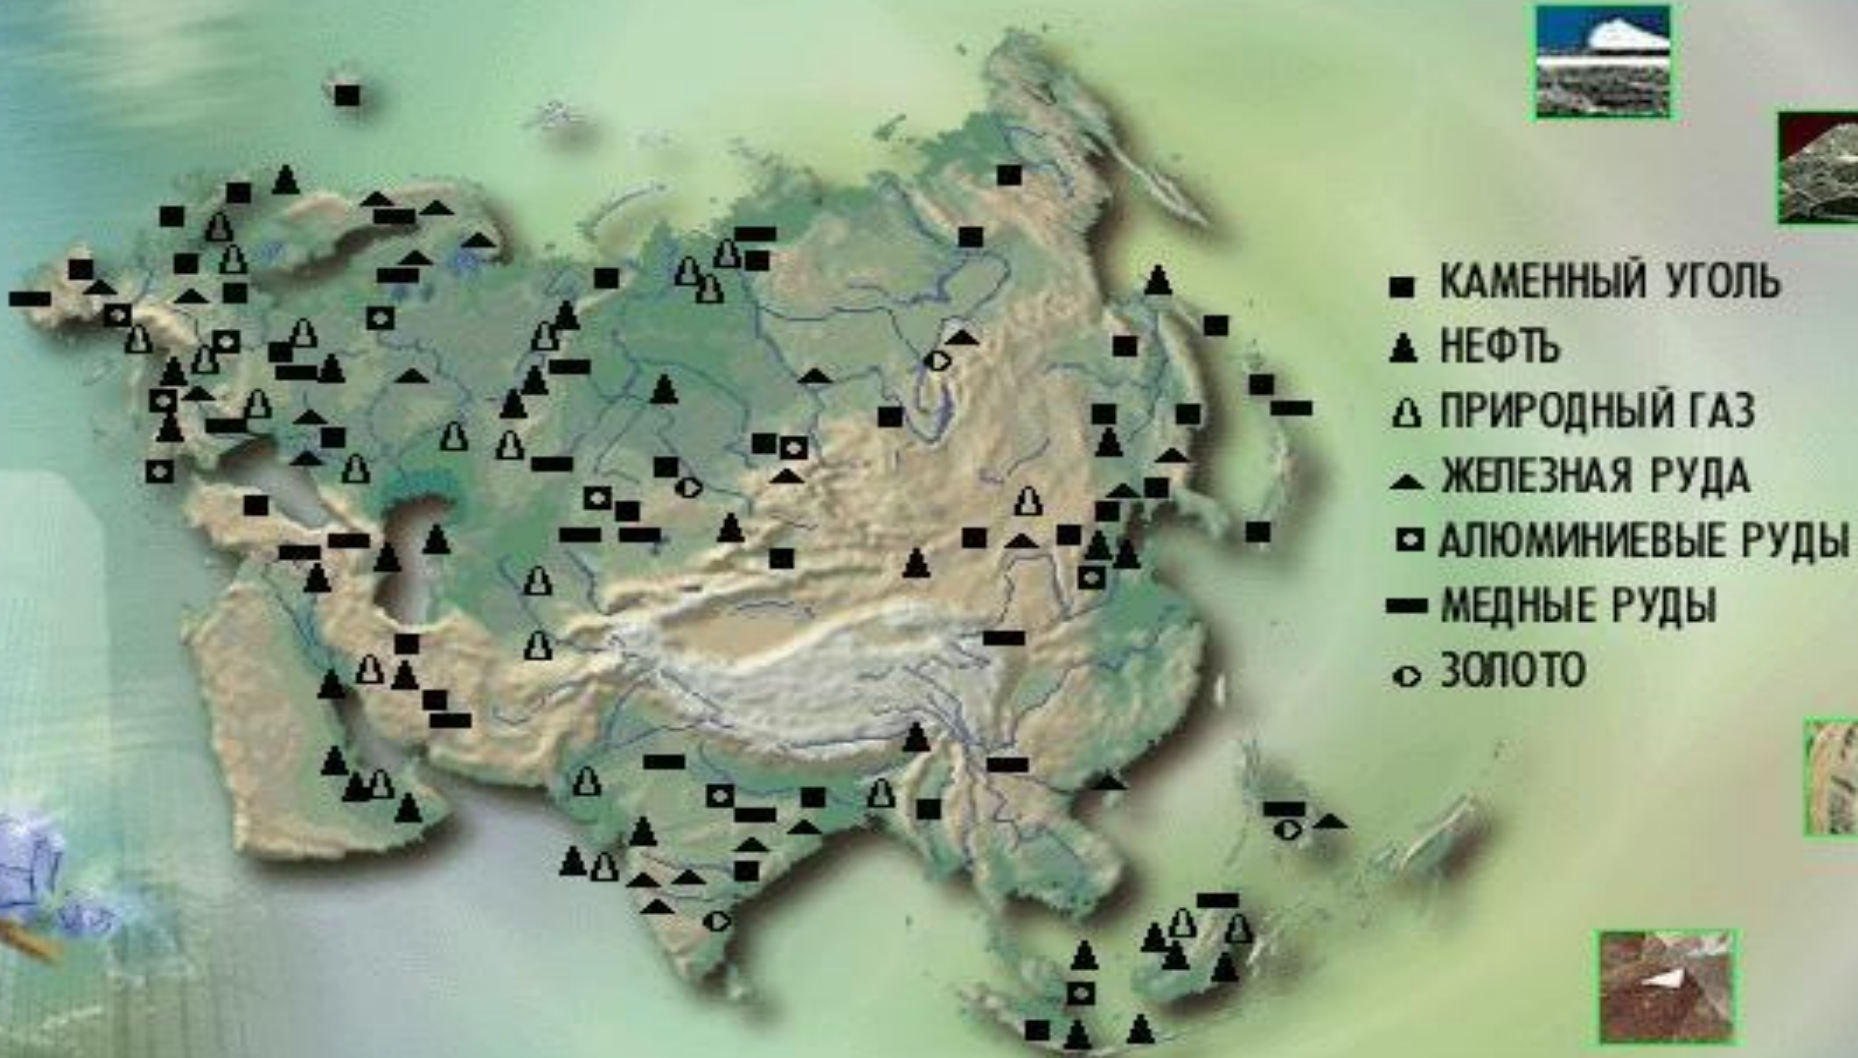 КАМЕННЫЙ УГОЛЬ
НЕФТЬ
ПРИРОДНЫЙ ГАЗ
ЖЕЛЕЗНАЯ РУДА
АЛЮМИНИЕВЫЕ РУДЫ
МЕДНЫЕ РУДЫ
ЗОЛОТО